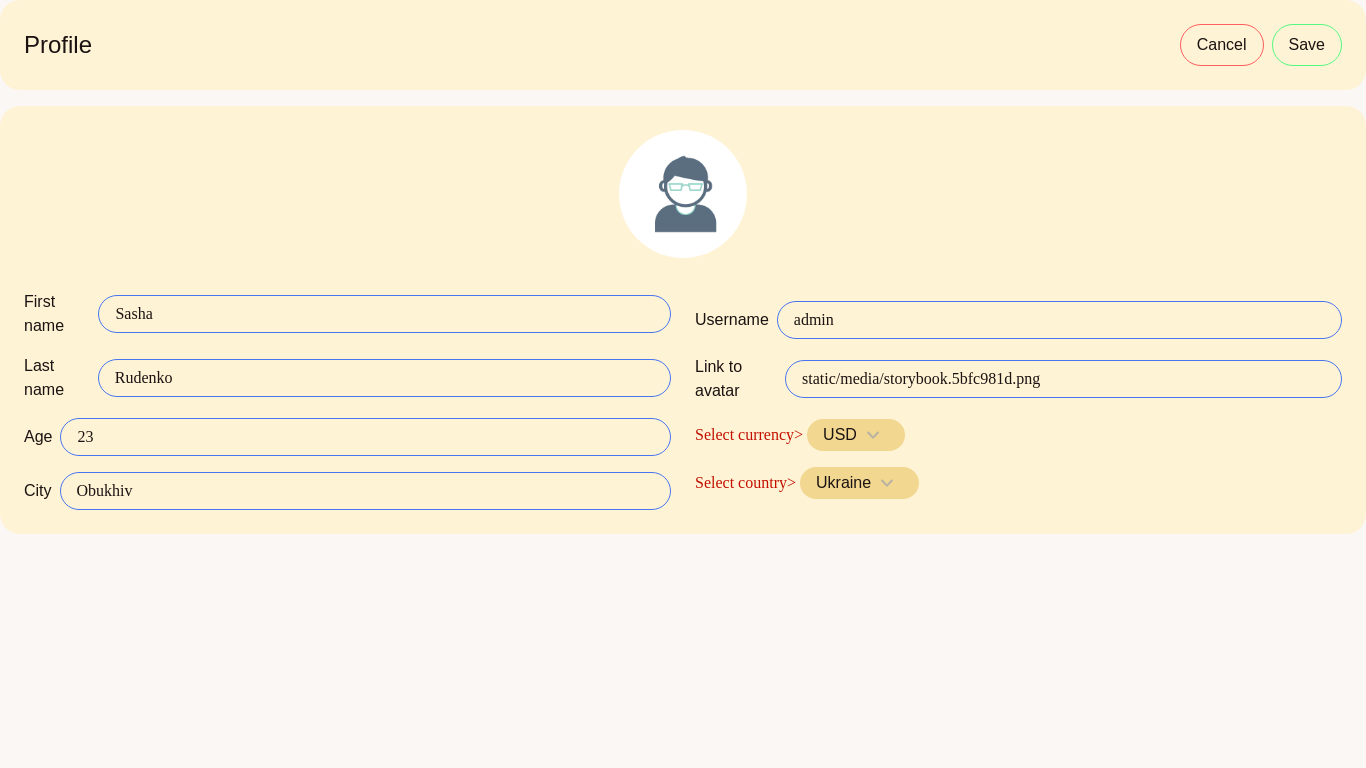 Profile
Cancel
Save
First
name
Sasha
Last
name
Rudenko
Age
23
City
Obukhiv
Username
admin
Link to
avatar
static/media/storybook.5bfc981d.png
Select currency>
USD
Select country>
Ukraine